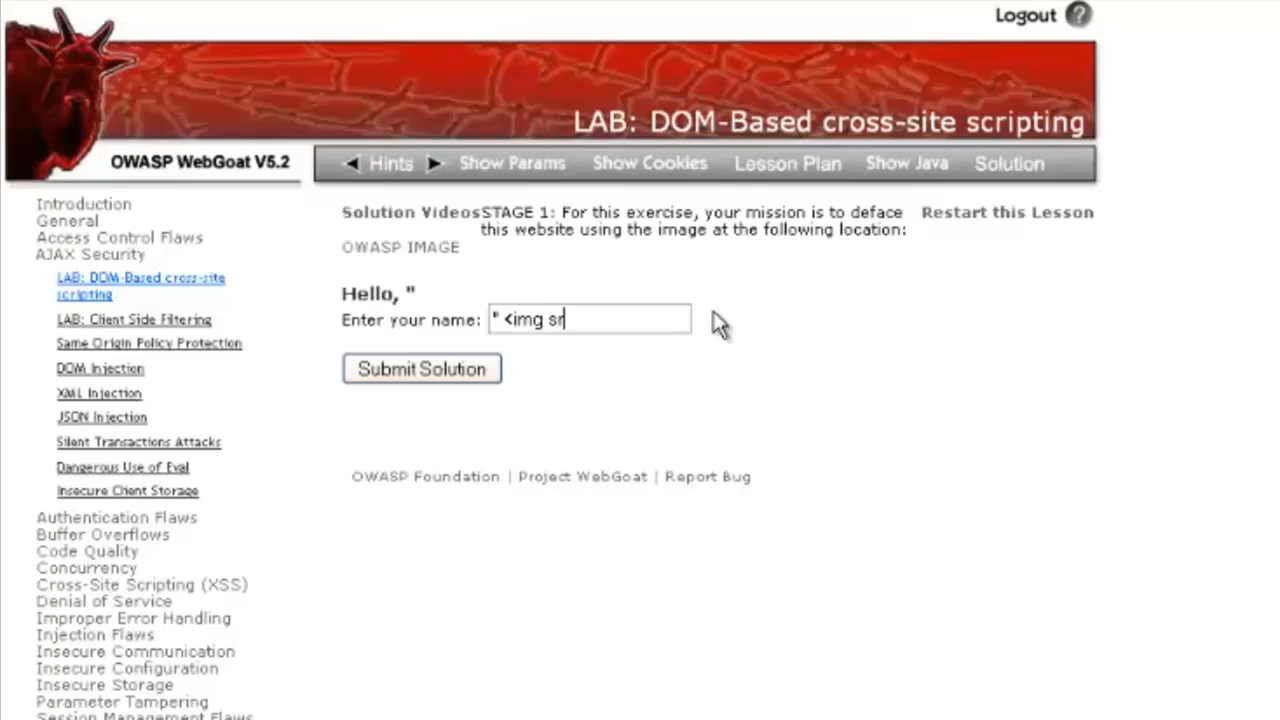 Logout ?
LAB: DOM-Based cross-site scripting
OWASP WebGoat V5.2
Hints Show Params Show Cookies Lesson Plan Show Java Solution
Introduction
General
Access Control Flaws
AJAX Security
LAB: DOM-Based cross-site
scripting
LAB: Client Side Filtering
Same Origin Policy Protection
DOM Injection
XML Injection
JSON Injection
Silent Transactions Attacks
Dangerous Use of Eval
Insecure Client Storage
Authentication Flaws
Buffer Overflows
Code Quality
Concurrency
Cross-Site Scripting (XSS)
Denial of Service
Improper Error Handling
Injection Flaws
Insecure Communication
Insecure Configuration
Insecure Storage
Parameter Tampering
Session Management Flaws
Solution Videos STAGE 1: For this exercise, your mission is to deface Restart this Lesson
this website using the image at the following location:
OWASP IMAGE
Hello, "
Enter your name: " <img sr
Submit Solution
OWASP Foundation | Project WebGoat | Report Bug